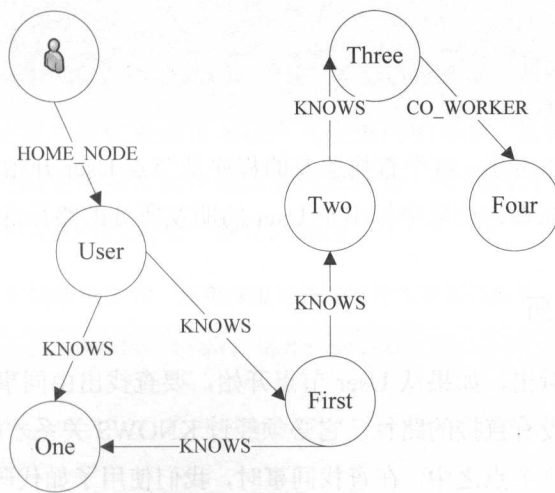 Three
KNOWS
CO_WORKER
HOME_NODE
Two
Four
User
KNOWS
KNOWS
KNOWS
First
One
KNOWS